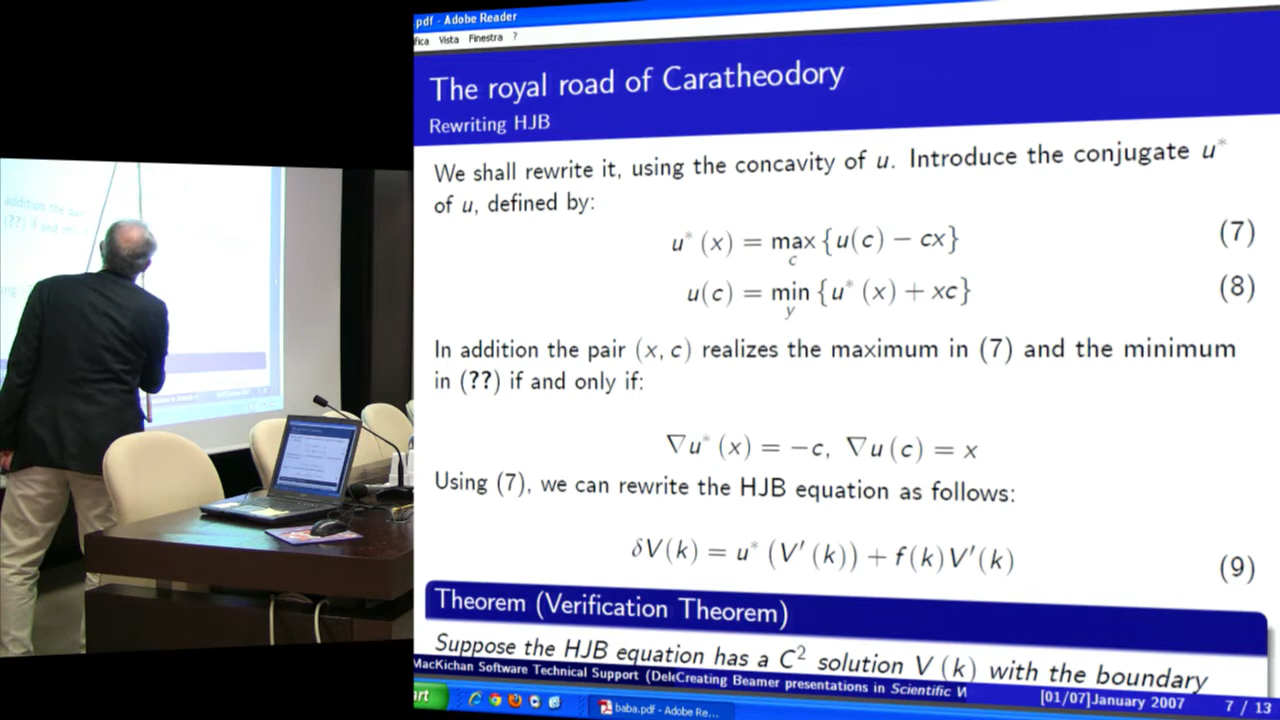 .pdf - Adobe Reader
fica Vista Finestra ?
The royal road of Caratheodory
Rewriting HJB
We shall rewrite it, using the concavity of u. Introduce the conjugate u*
of u, defined by:
u* (x) = max {u(c) − cx} (7)
c
u(c) = min {u* (x) + xc} (8)
y
In addition the pair (x, c) realizes the maximum in (7) and the minimum
in (??) if and only if:
∇u* (x) = −c, ∇u (c) = x
Using (7), we can rewrite the HJB equation as follows:
δV(k) = u* (V′ (k)) + f(k)V′(k) (9)
Theorem (Verification Theorem)
Suppose the HJB equation has a C² solution V (k) with the boundary
MacKichan Software Technical Support (DekCreating Beamer presentations in Scientific W [01/07]January 2007 7 / 13
art baba.pdf - Adobe Re...
addition the pair
(??) if and